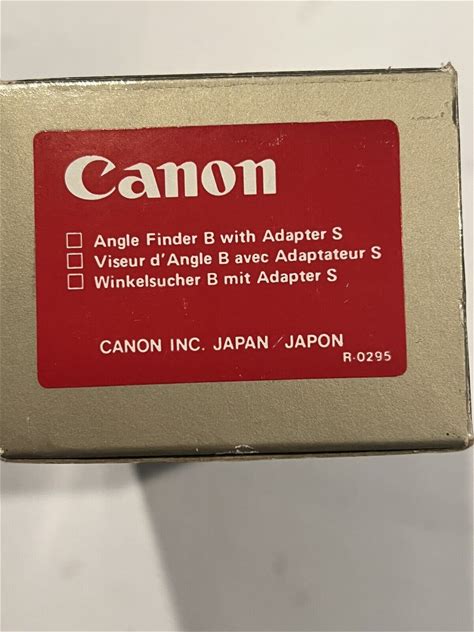 Canon
Angle Finder B with Adapter S
Viseur d'Angle B avec Adaptateur S
Winkelsucher B mit Adapter S
CANON INC. JAPAN/JAPON
R-0295